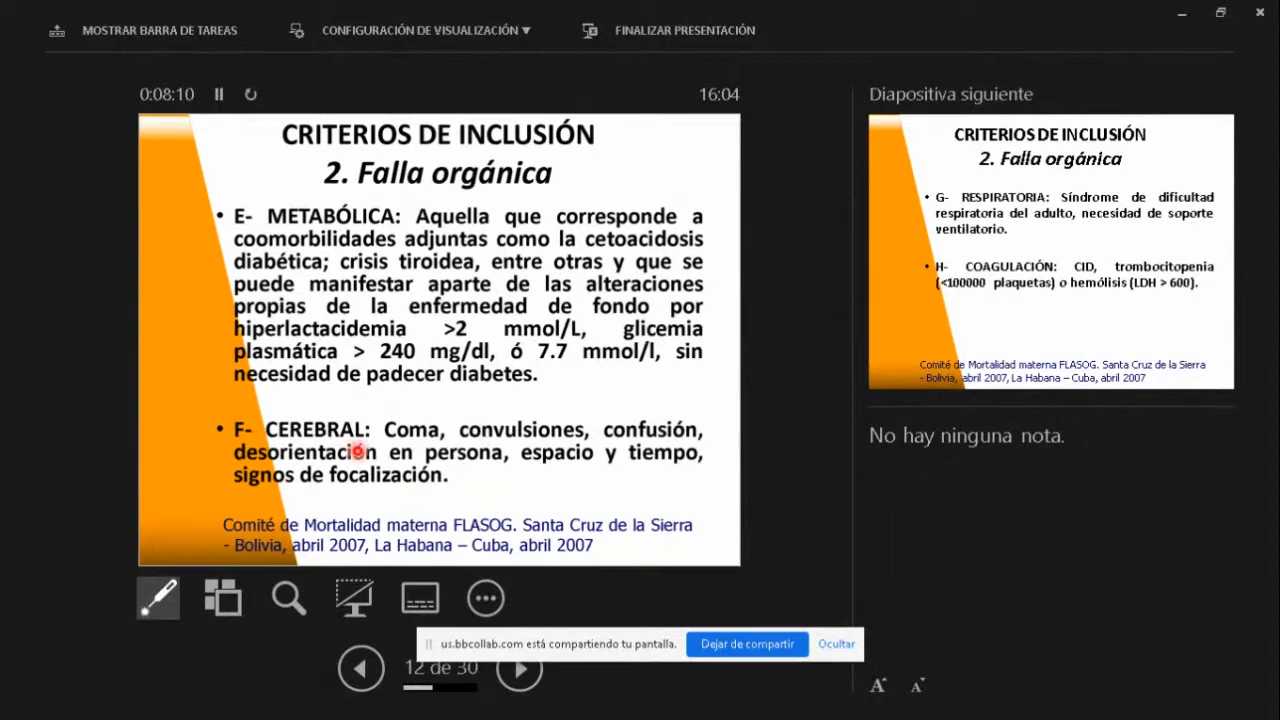 MOSTRAR BARRA DE TAREAS
CONFIGURACIÓN DE VISUALIZACIÓN ▼
FINALIZAR PRESENTACIÓN
0:08:10
16:04
CRITERIOS DE INCLUSIÓN
2. Falla orgánica
• E- METABÓLICA: Aquella que corresponde a
coomorbilidades adjuntas como la cetoacidosis
diabética; crisis tiroidea, entre otras y que se
puede manifestar aparte de las alteraciones
propias de la enfermedad de fondo por
hiperlactacidemia >2 mmol/L, glicemia
plasmática > 240 mg/dl, ó 7.7 mmol/l, sin
necesidad de padecer diabetes.
• F- CEREBRAL: Coma, convulsiones, confusión,
desorientación en persona, espacio y tiempo,
signos de focalización.
Comité de Mortalidad materna FLASOG. Santa Cruz de la Sierra
- Bolivia, abril 2007, La Habana – Cuba, abril 2007
us.bbcollab.com está compartiendo tu pantalla.
Dejar de compartir
Ocultar
12 de 30
Diapositiva siguiente
CRITERIOS DE INCLUSIÓN
2. Falla orgánica
• G- RESPIRATORIA: Síndrome de dificultad
respiratoria del adulto, necesidad de soporte
ventilatorio.
• H- COAGULACIÓN: CID, trombocitopenia
(<100000 plaquetas) o hemólisis (LDH > 600).
Comité de Mortalidad materna FLASOG. Santa Cruz de la Sierra
- Bolivia, abril 2007, La Habana – Cuba, abril 2007
No hay ninguna nota.
A A